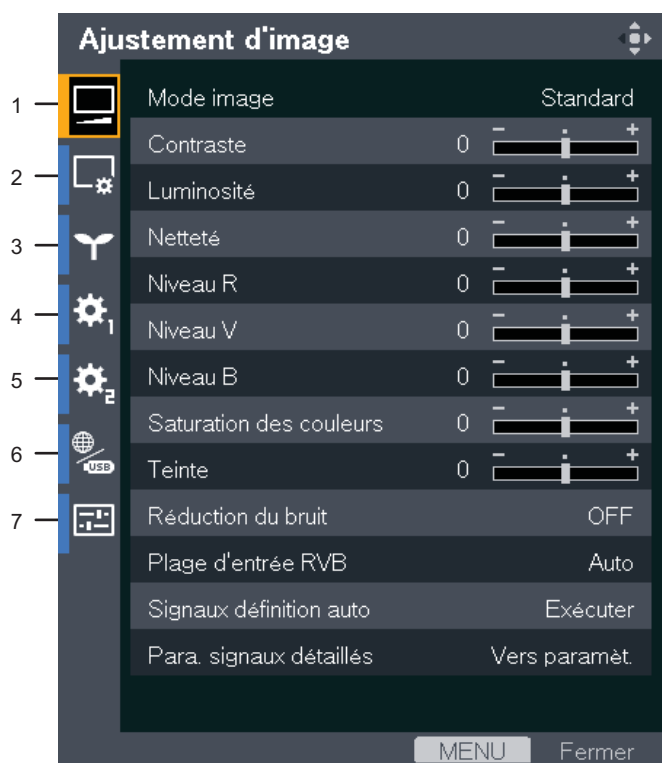 Ajustement d'image
1
Mode image Standard
Contraste 0 - +
2
Luminosité 0 - +
3
Netteté 0 - +
Niveau R 0 - +
4
1
Niveau V 0 - +
5
2
Niveau B 0 - +
Saturation des couleurs 0 - +
6
USB
Teinte 0 - +
7
Réduction du bruit OFF
Plage d'entrée RVB Auto
Signaux définition auto Exécuter
Para. signaux détaillés Vers paramèt.
MENU Fermer